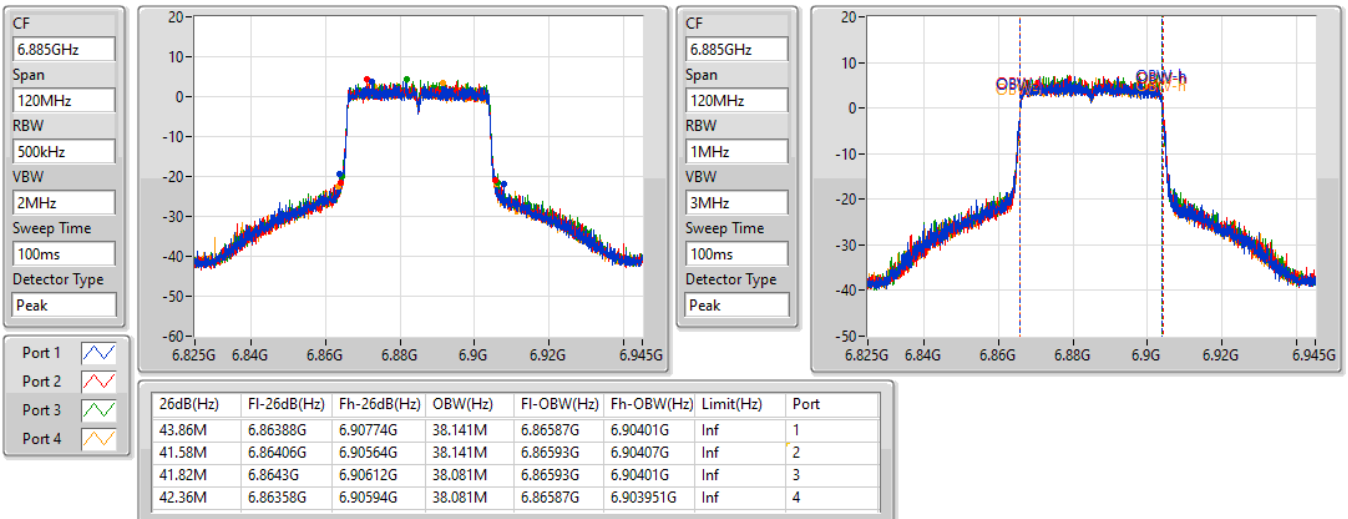 CF
6.885GHz
Span
120MHz
RBW
500kHz
VBW
2MHz
Sweep Time
100ms
Detector Type
Peak
20-
10-
0-
-10-
-20-
-30-
-40-
-50-
-60-
6.825G 6.84G 6.86G 6.88G 6.9G 6.92G 6.945G
CF
6.885GHz
Span
120MHz
RBW
1MHz
VBW
3MHz
Sweep Time
100ms
Detector Type
Peak
20-
10-
0-
-10-
-20-
-30-
-40-
-50-
OBW-h
OBW-h
6.825G 6.84G 6.86G 6.88G 6.9G 6.92G 6.945G
Port 1
Port 2
Port 3
Port 4
26dB(Hz) Fl-26dB(Hz) Fh-26dB(Hz) OBW(Hz) Fl-OBW(Hz) Fh-OBW(Hz) Limit(Hz) Port
43.86M 6.86388G 6.90774G 38.141M 6.86587G 6.90401G Inf 1
41.58M 6.86406G 6.90564G 38.141M 6.86593G 6.90407G Inf 2
41.82M 6.8643G 6.90612G 38.081M 6.86593G 6.90401G Inf 3
42.36M 6.86358G 6.90594G 38.081M 6.86587G 6.903951G Inf 4